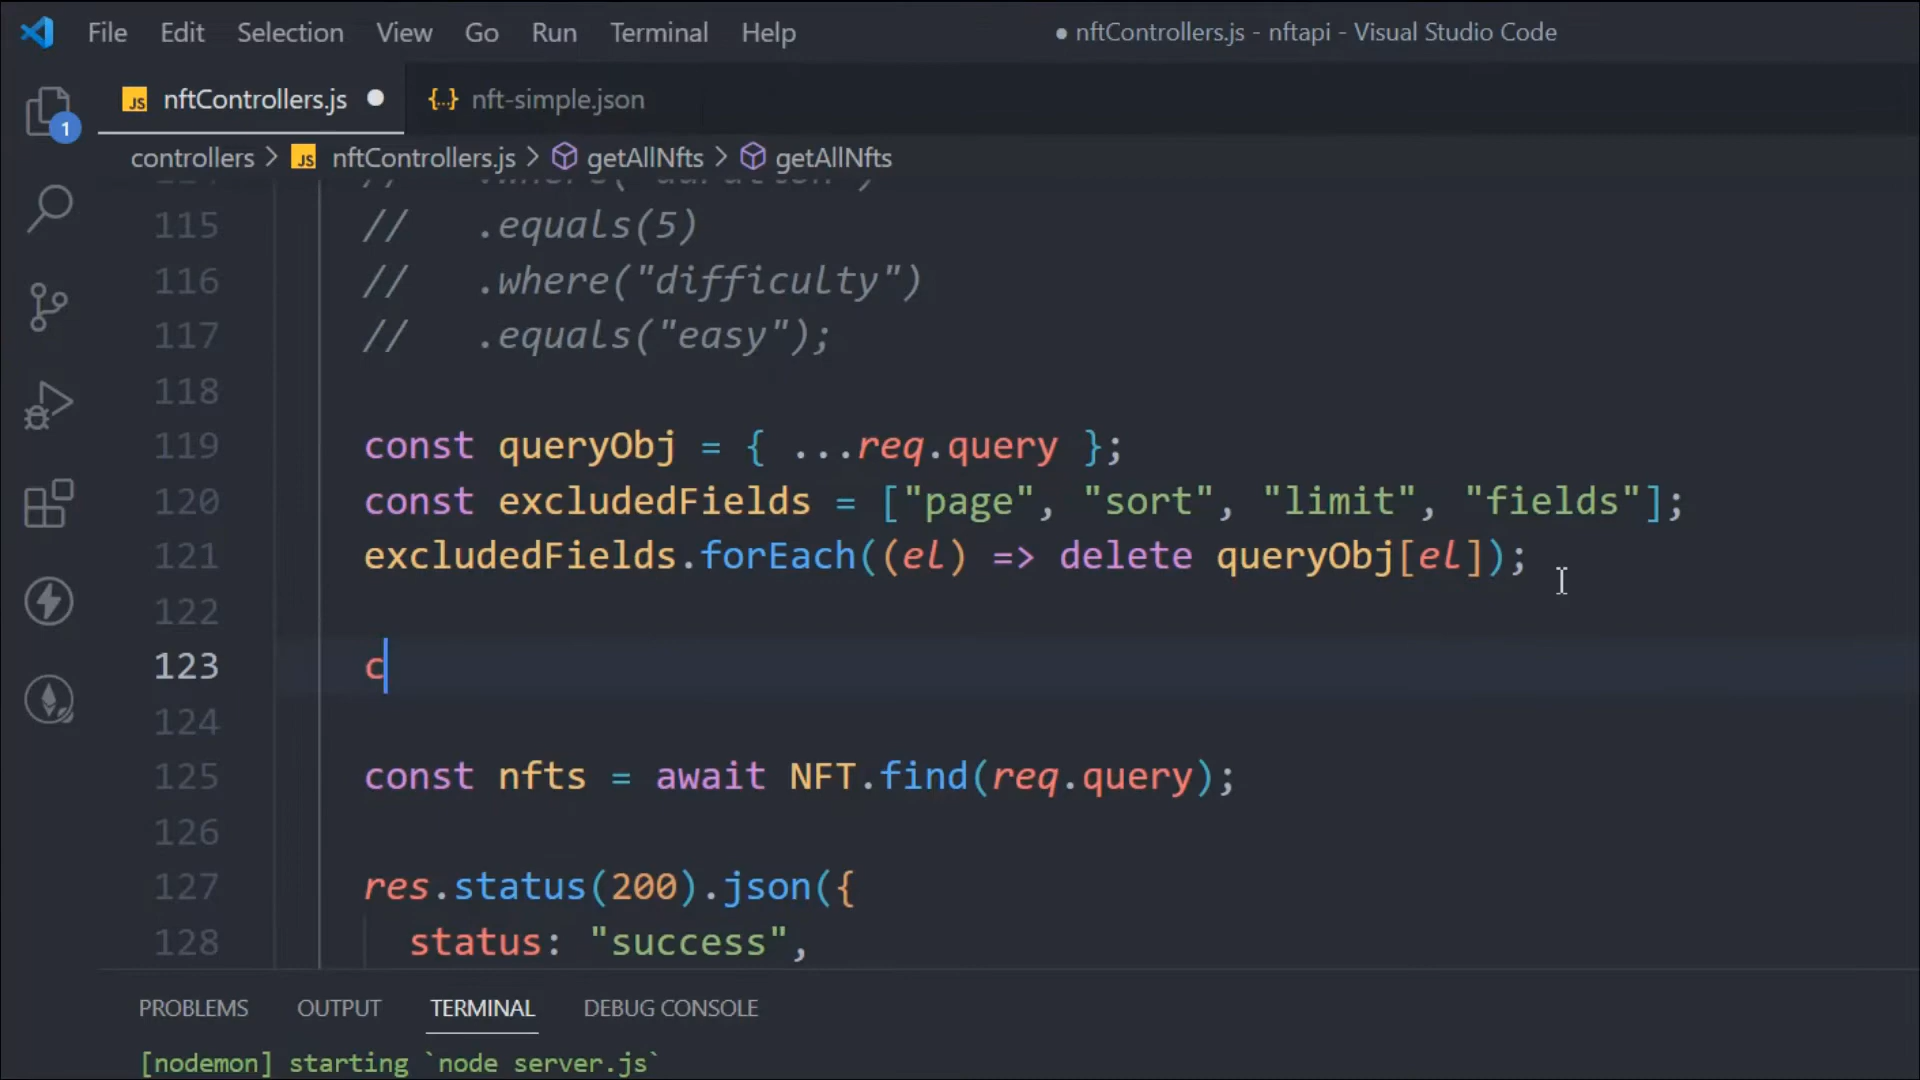 File Edit Selection View Go Run Terminal Help ● nftControllers.js - nftapi - Visual Studio Code
JS nftControllers.js ● {..} nft-simple.json
1
controllers > JS nftControllers.js > getAllNfts > getAllNfts
115 // .equals(5)
116 // .where("difficulty")
117 // .equals("easy");
118
119 const queryObj = { ...req.query };
120 const excludedFields = ["page", "sort", "limit", "fields"];
121 excludedFields.forEach((el) => delete queryObj[el]);
122
123 c
124
125 const nfts = await NFT.find(req.query);
126
127 res.status(200).json({
128 status: "success",
PROBLEMS OUTPUT TERMINAL DEBUG CONSOLE
[nodemon] starting `node server.js`